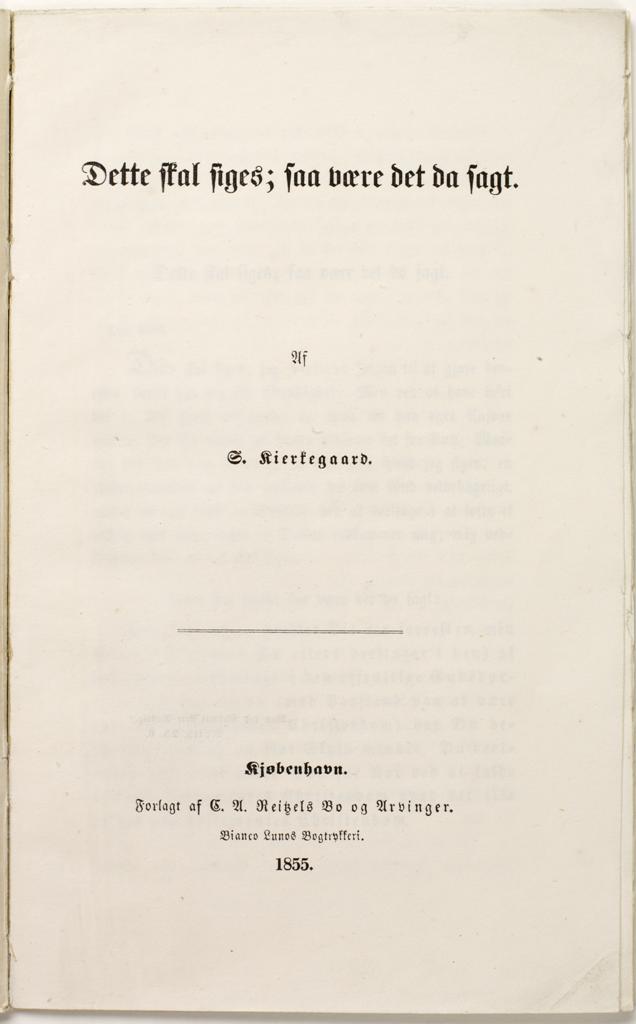 Dette skal siges; saa være det da sagt.
Af
S. Kierkegaard.
Kjøbenhavn.
Forlagt af C. A. Reitzels Bo og Arvinger.
Bianco Lunos Bogtrykkeri.
1855.